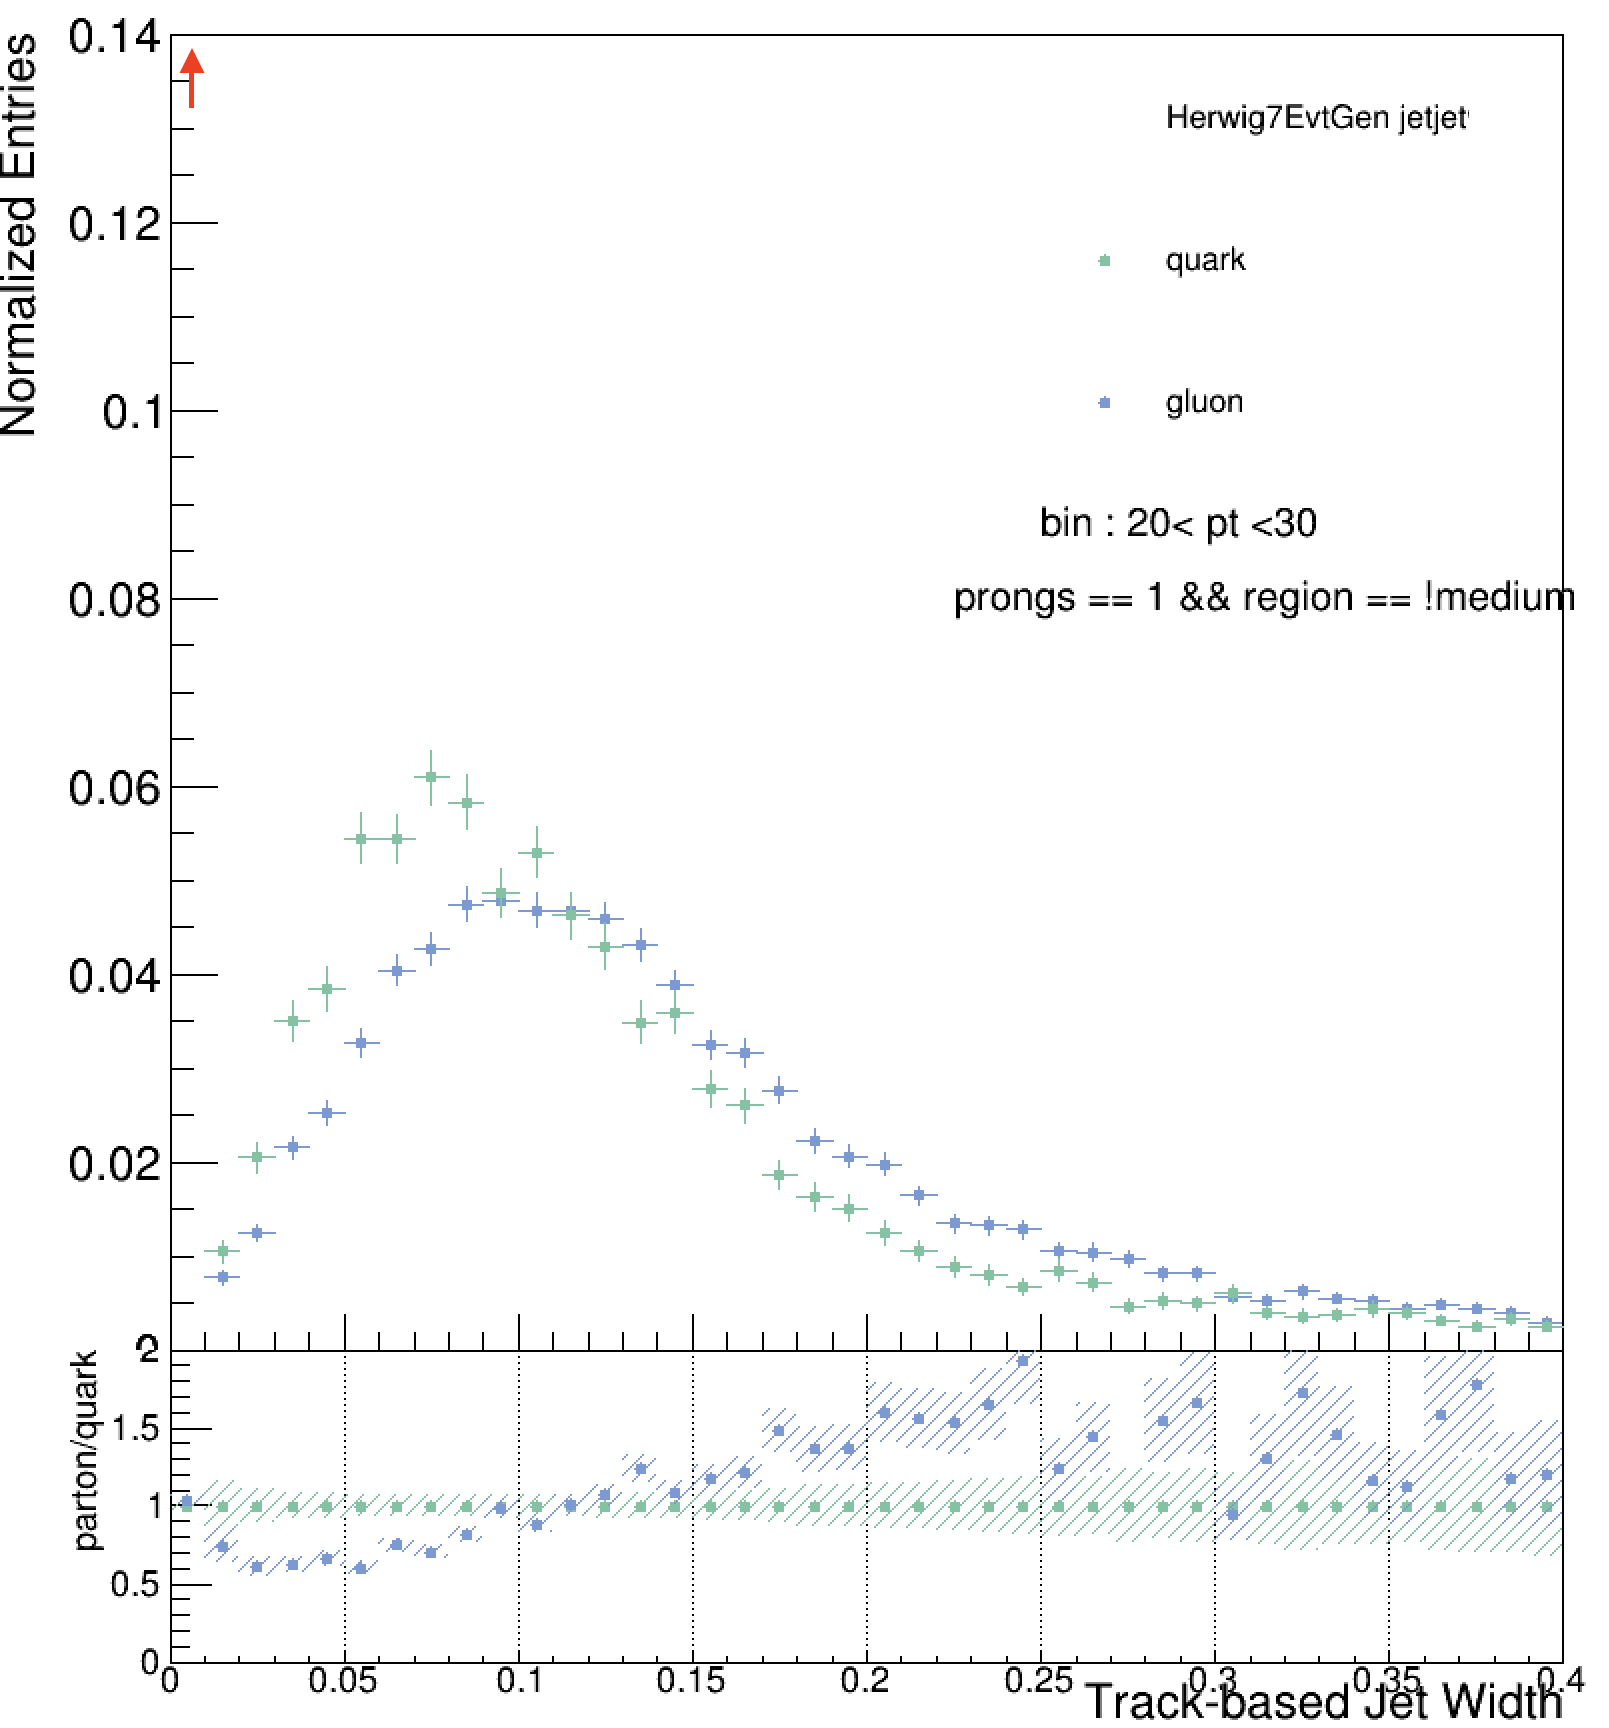 Normalized Entries
0.14
0.12
0.1
0.08
0.06
0.04
0.02
Herwig7EvtGen jetjet
quark
gluon
bin : 20< pt <30
prongs == 1 && region == !medium
parton/quark
2
1.5
1
0.5
0
0 0.05 0.1 0.15 0.2 0.25 0.3 0.35 0.4
Track-based Jet Width